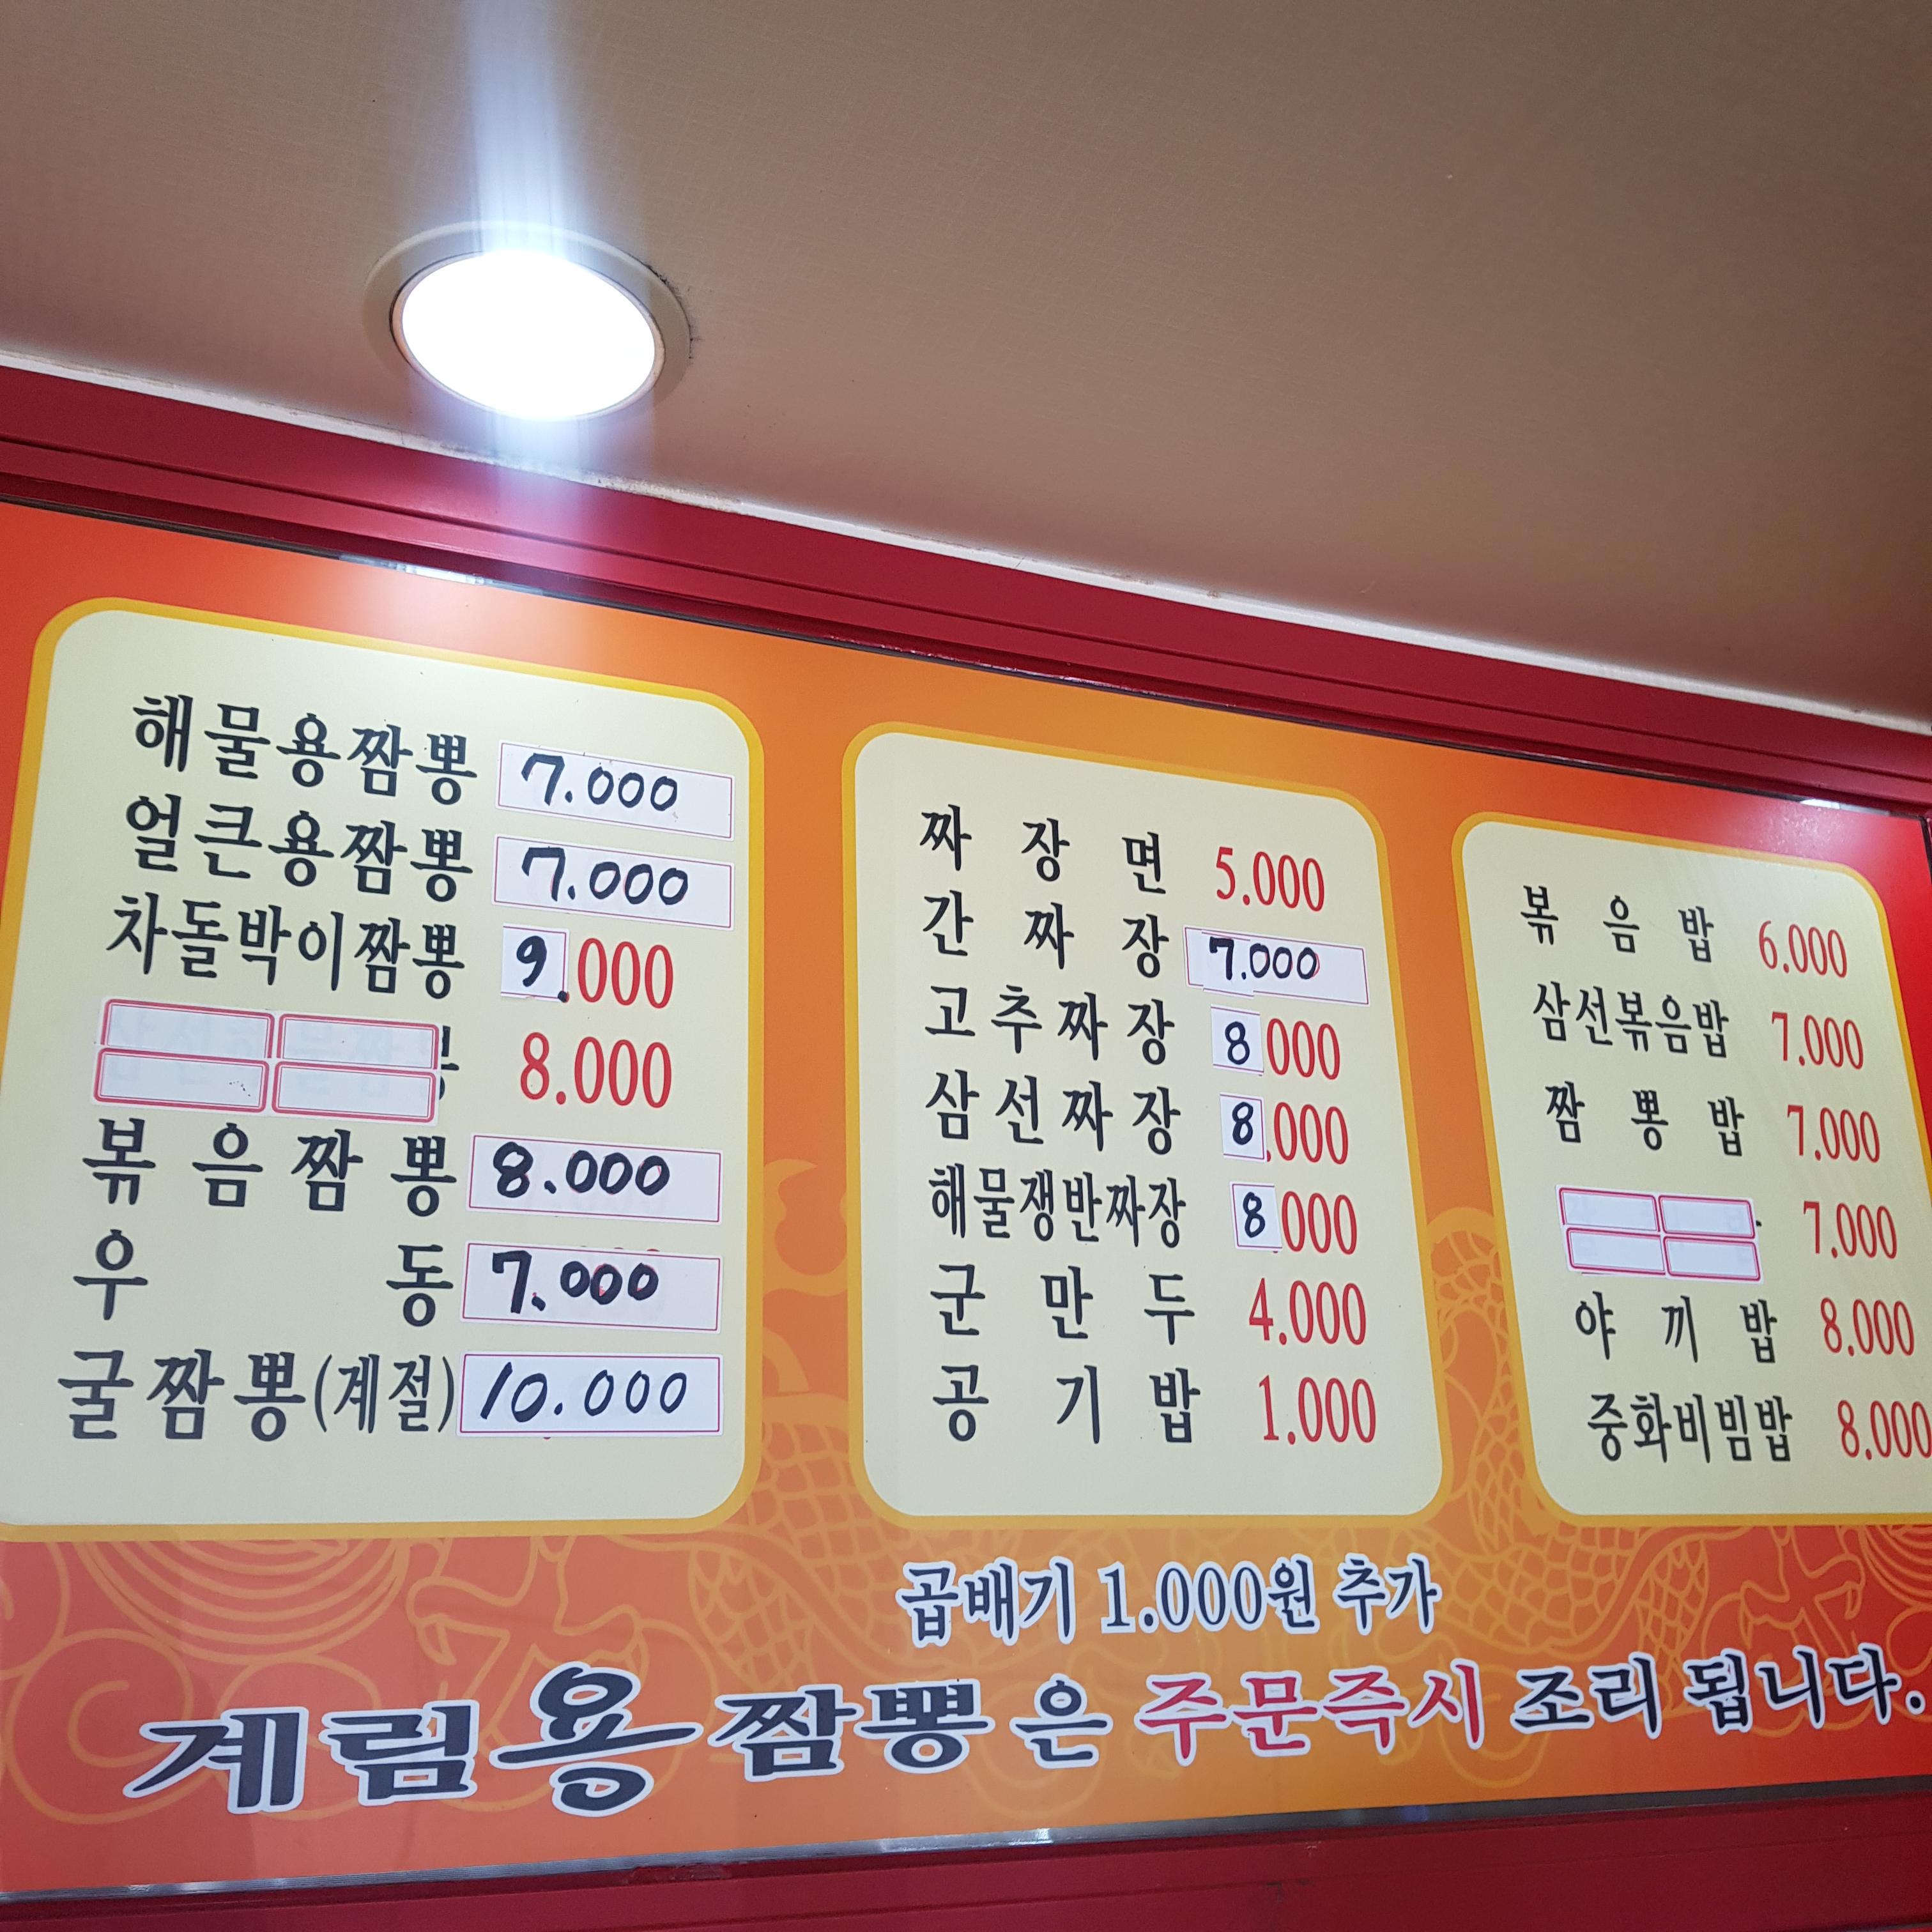 해물용짬뽕 7.000
얼큰용짬뽕 7.000
차돌박이짬뽕 9.000
8.000
볶음짬뽕 8.000
우동 7.000
굴짬뽕(계절) 10.000
짜장면 5.000
간짜장 7.000
고추짜장 8.000
삼선짜장 8.000
해물쟁반짜장 8.000
군만두 4.000
공기밥 1.000
볶음밥 6.000
삼선볶음밥 7.000
짬뽕밥 7.000
7.000
야끼밥 8.000
중화비빔밥 8.000
곱배기 1.000원 추가
계림용짬뽕은 주문즉시 조리 됩니다.